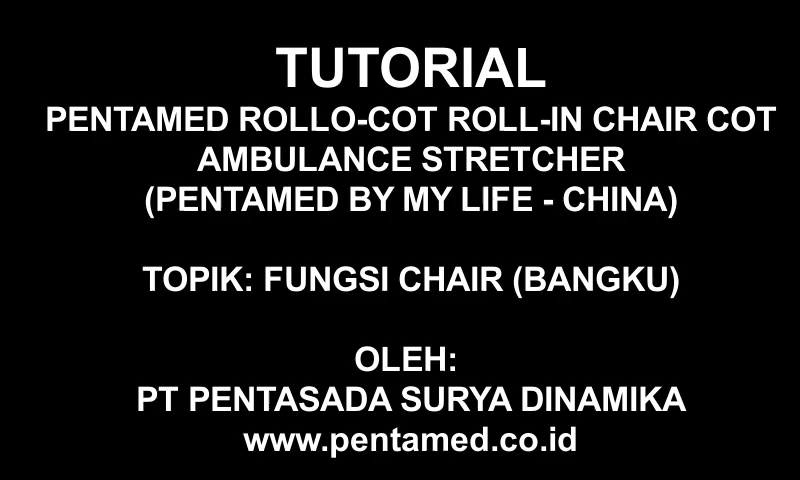 TUTORIAL
PENTAMED ROLLO-COT ROLL-IN CHAIR COT
AMBULANCE STRETCHER
(PENTAMED BY MY LIFE - CHINA)
TOPIK: FUNGSI CHAIR (BANGKU)
OLEH:
PT PENTASADA SURYA DINAMIKA
www.pentamed.co.id